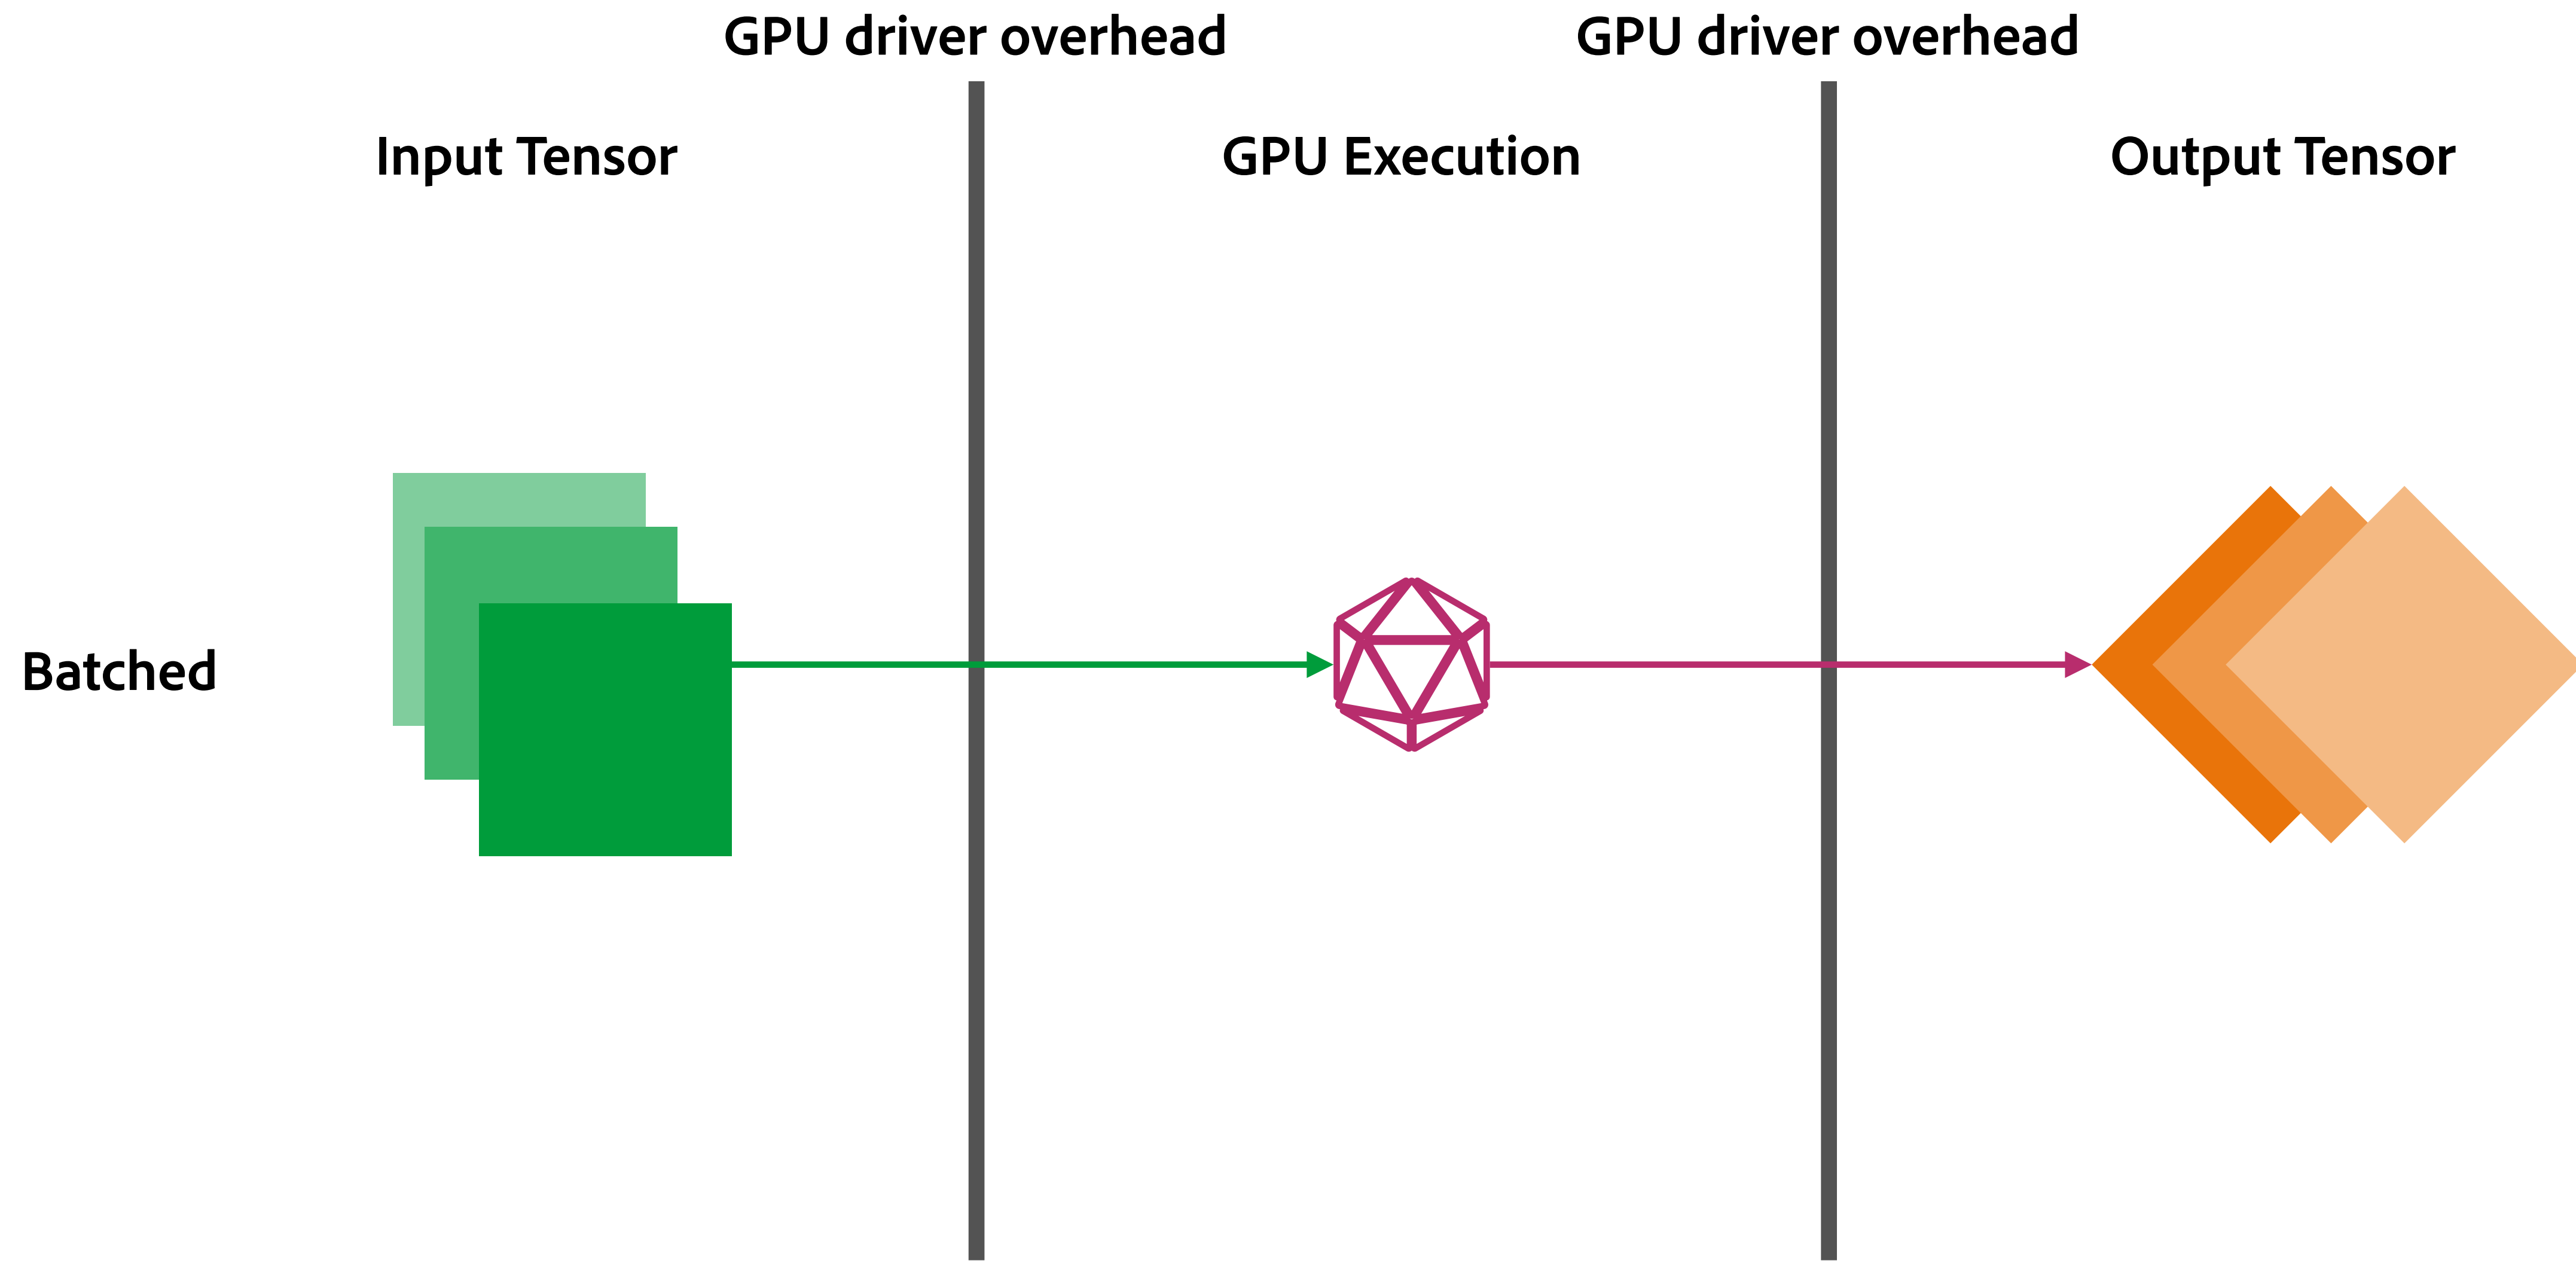 GPU driver overhead
GPU driver overhead
Input Tensor
GPU Execution
Output Tensor
Batched